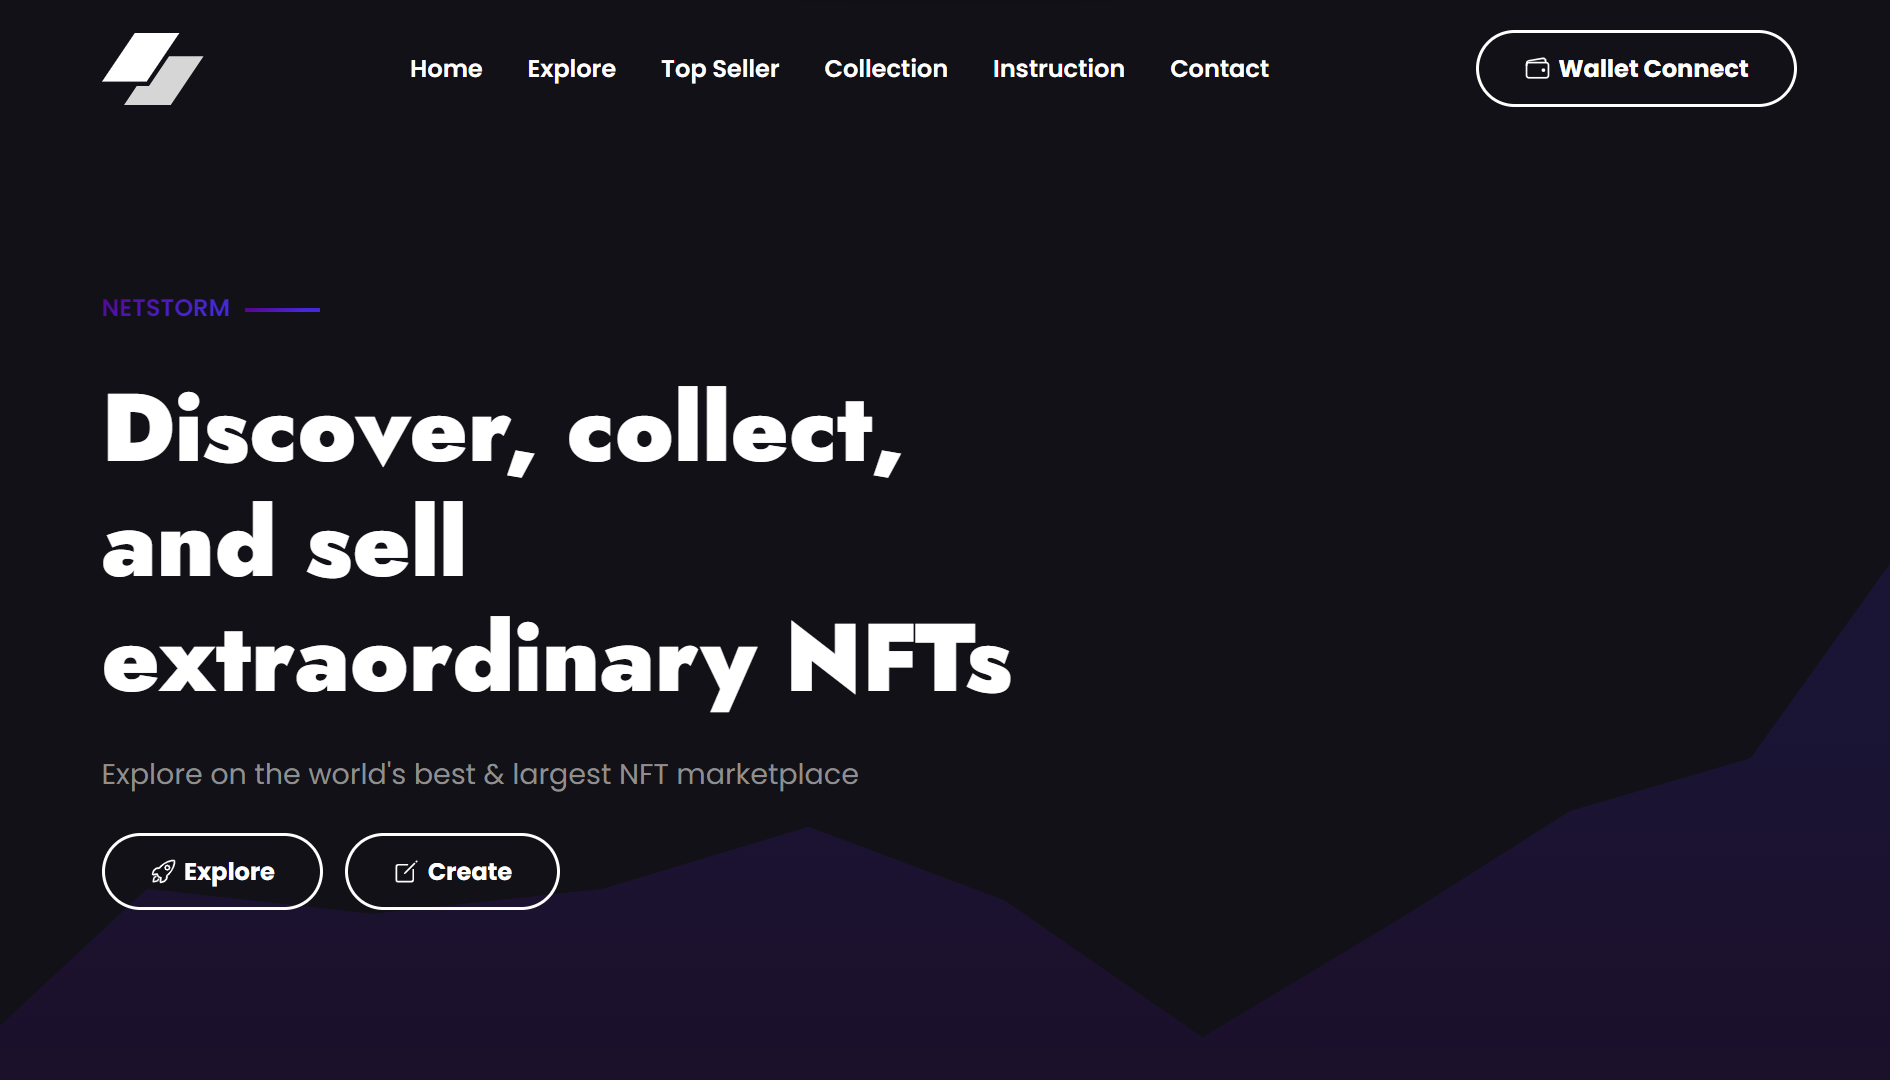 Home Explore Top Seller Collection Instruction Contact Wallet Connect
NETSTORM
Discover, collect,
and sell
extraordinary NFTs
Explore on the world's best & largest NFT marketplace
Explore Create